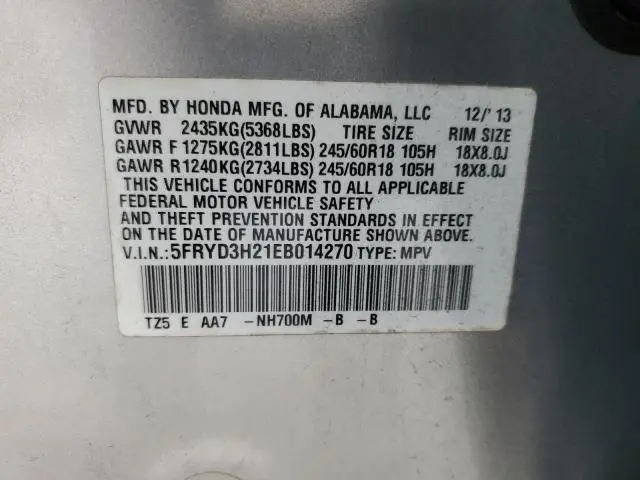 MFD. BY HONDA MFG. OF ALABAMA, LLC 12/'13
GVWR 2435KG(5368LBS) TIRE SIZE RIM SIZE
GAWR F 1275KG(2811LBS) 245/60R18 105H 18X8.0J
GAWR R 1240KG(2734LBS) 245/60R18 105H 18X8.0J
THIS VEHICLE CONFORMS TO ALL APPLICABLE
FEDERAL MOTOR VEHICLE SAFETY
AND THEFT PREVENTION STANDARDS IN EFFECT
ON THE DATE OF MANUFACTURE SHOWN ABOVE.
V.I.N.:5FRYD3H21EB014270 TYPE: MPV
TZ5 E AA7 -NH700M -B -B